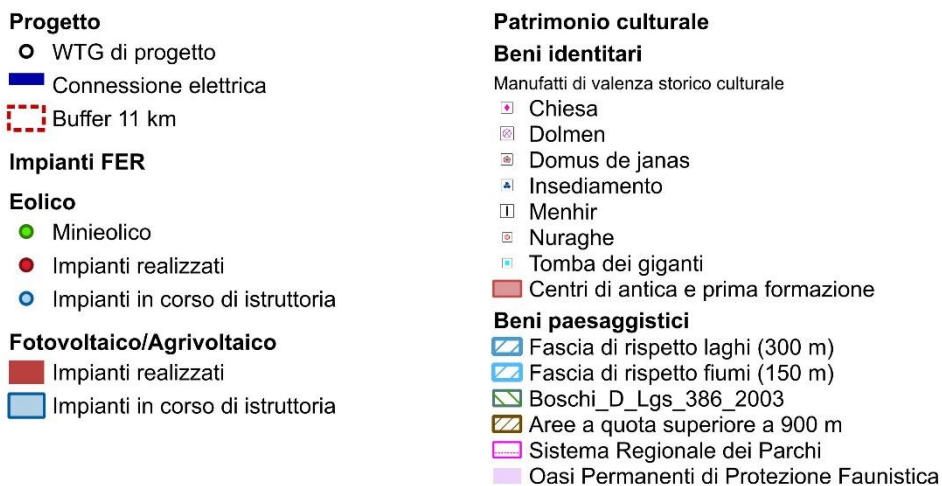 Progetto
WTG di progetto
Connessione elettrica
Buffer 11 km
Impianti FER
Eolico
Minieolico
Impianti realizzati
Impianti in corso di istruttoria
Fotovoltaico/Agrivoltaico
Impianti realizzati
Impianti in corso di istruttoria
Patrimonio culturale
Beni identitari
Manufatti di valenza storico culturale
Chiesa
Dolmen
Domus de janas
Insediamento
Menhir
Nuraghe
Tomba dei giganti
Centri di antica e prima formazione
Beni paesaggistici
Fascia di rispetto laghi (300 m)
Fascia di rispetto fiumi (150 m)
Boschi_D_Lgs_386_2003
Aree a quota superiore a 900 m
Sistema Regionale dei Parchi
Oasi Permanenti di Protezione Faunistica